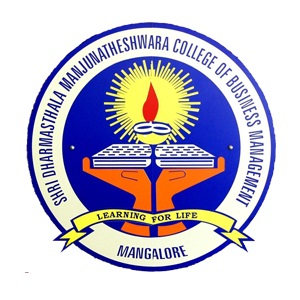 SHRI DHARMASTHALA MANJUNATHESHWARA COLLEGE OF BUSINESS MANAGEMENT
LEARNING FOR LIFE
MANGALORE